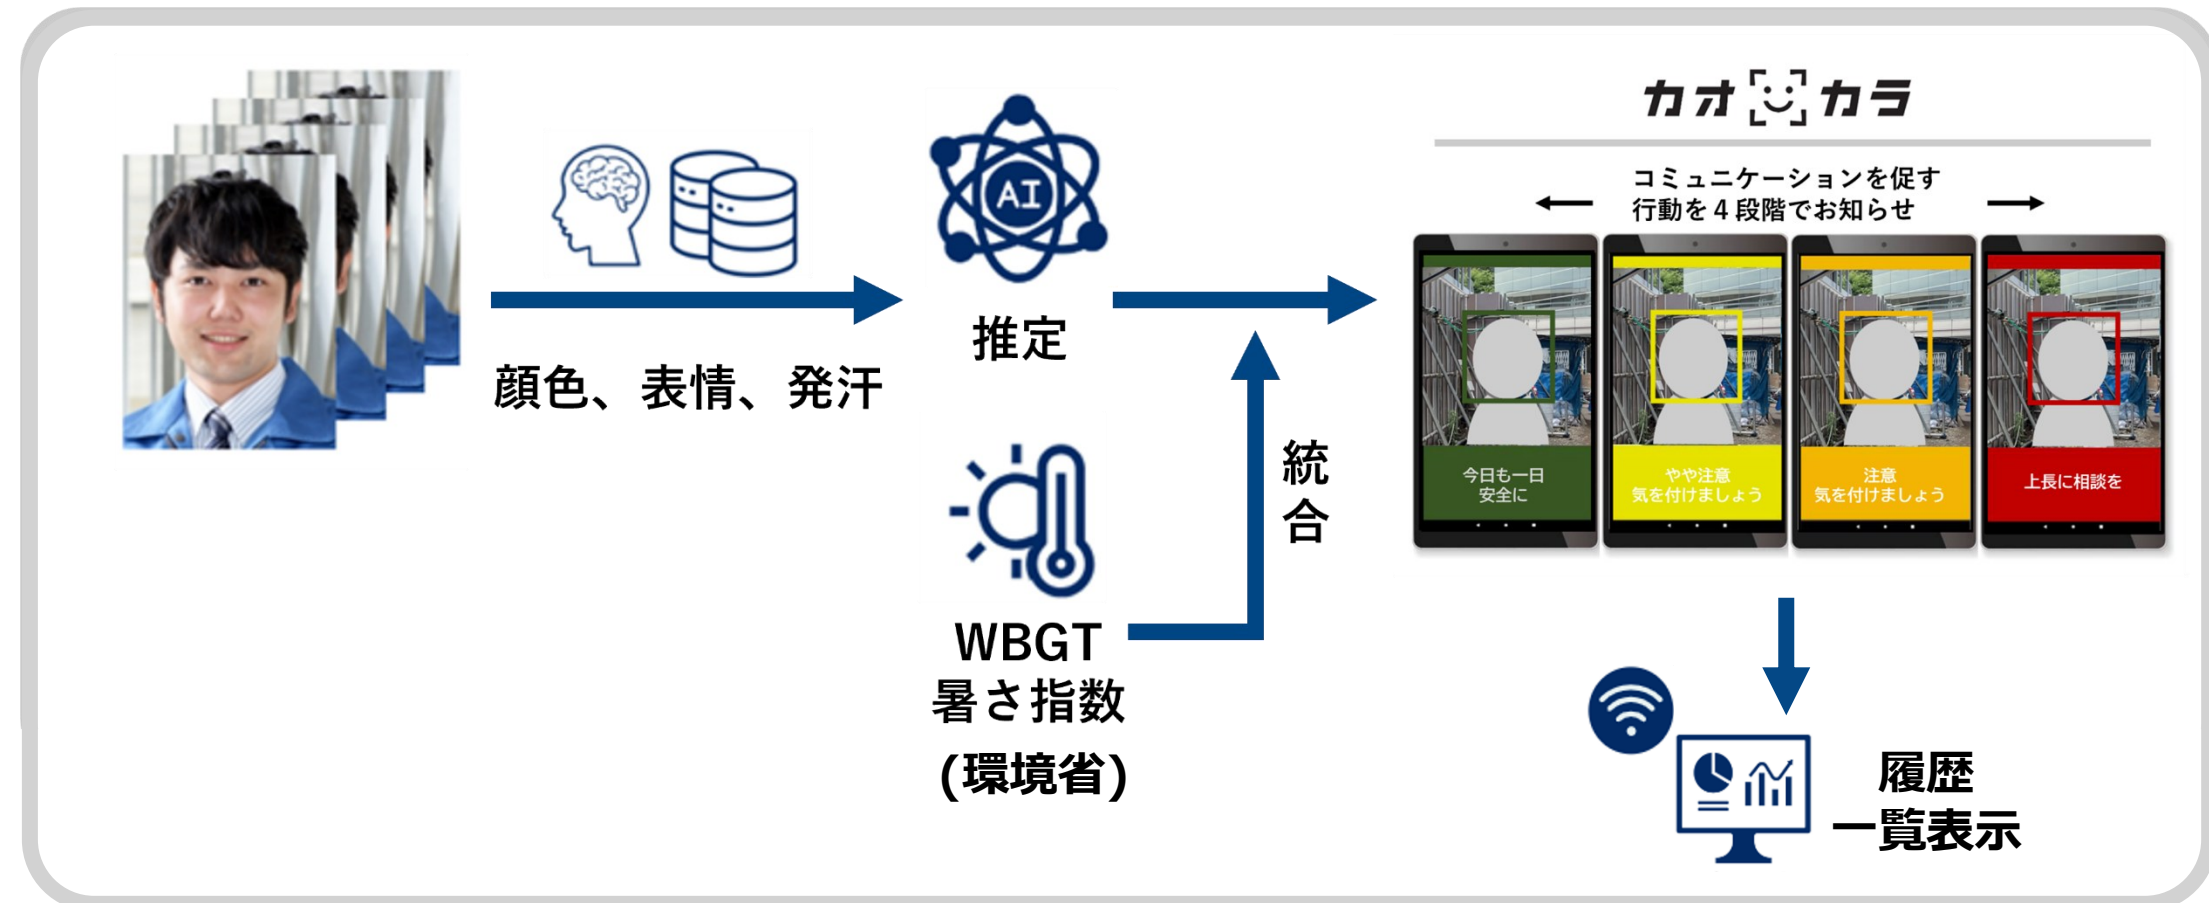 顔色、表情、発汗
AI
推定
WBGT
暑さ指数
(環境省)
統
合
カオカラ
コミュニケーションを促す
行動を4段階でお知らせ
今日も一日
安全に
やや注意
気を付けましょう
注意
気を付けましょう
上長に相談を
履歴
一覧表示